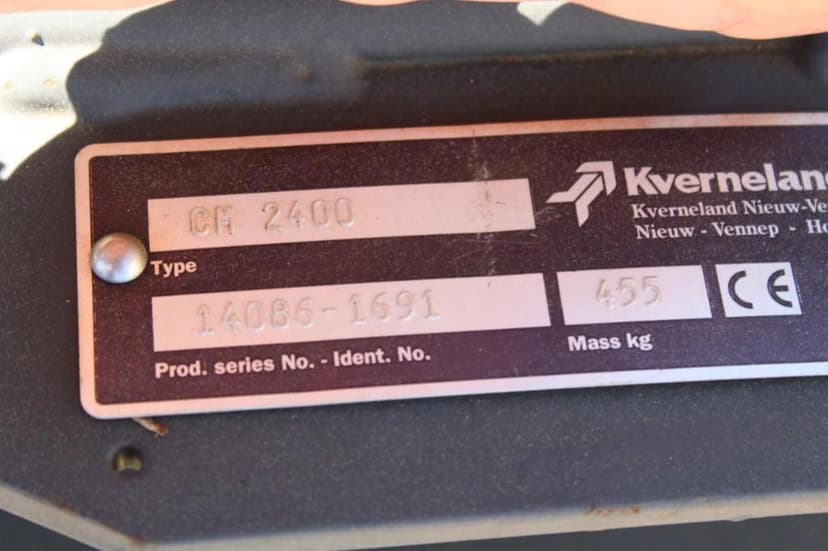 CM 2400
Type
Kverneland
Kverneland Nieuw-Ve
Nieuw - Vennep - Ho
14086-1691
Prod. series No. - Ident. No.
455
Mass kg
CE